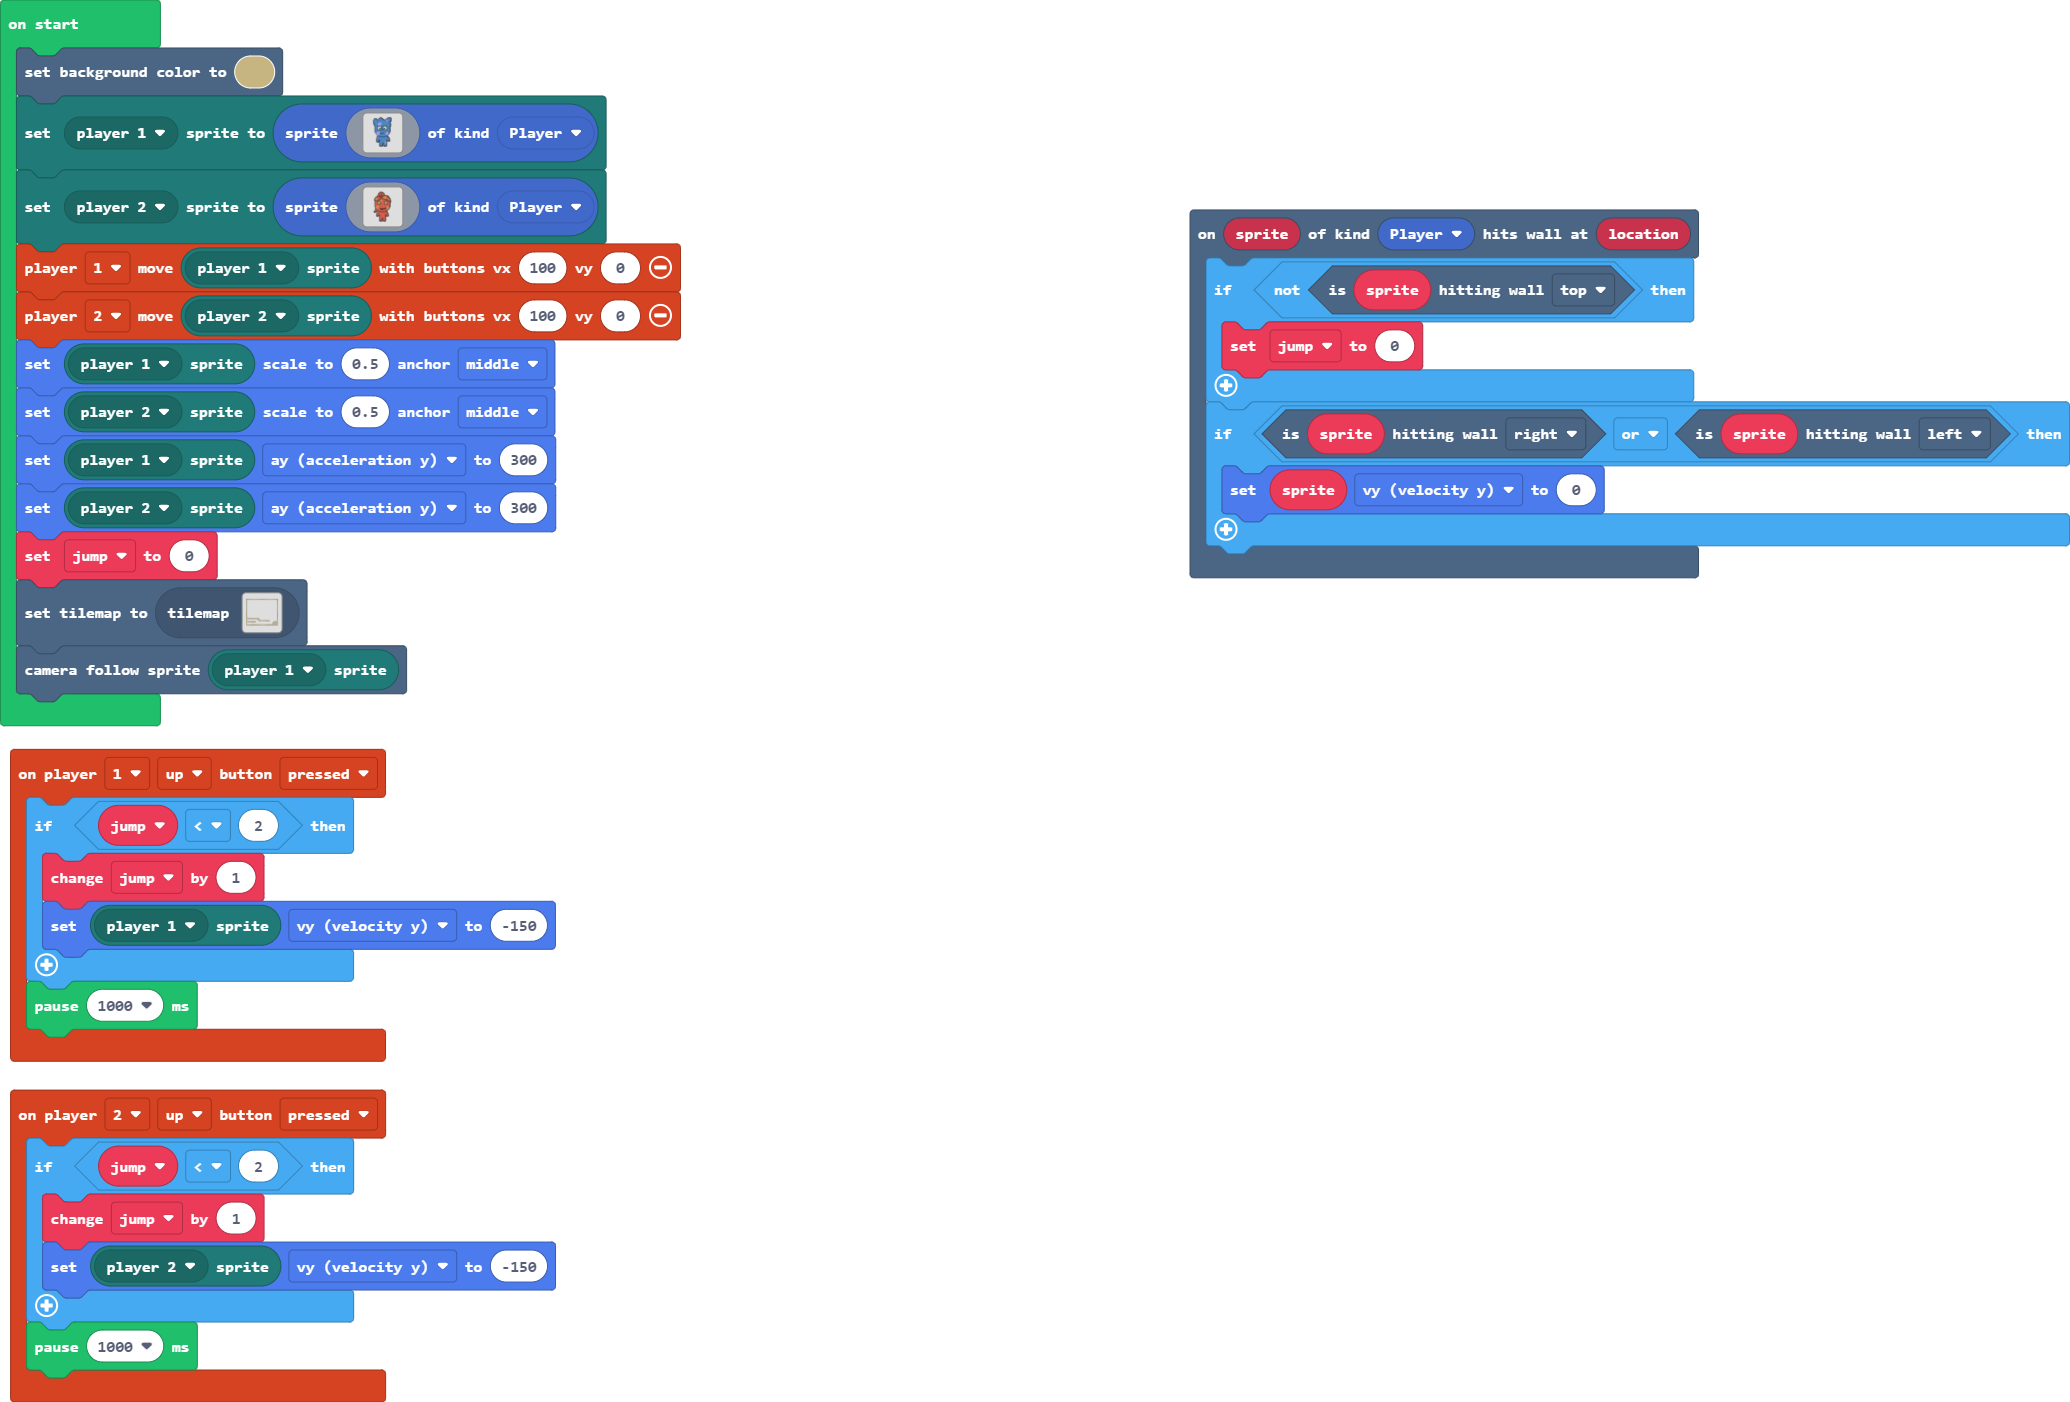 on start
set background color to
set player 1 sprite to sprite of kind Player
set player 2 sprite to sprite of kind Player
player 1 move player 1 sprite with buttons vx 100 vy 0
player 2 move player 2 sprite with buttons vx 100 vy 0
set player 1 sprite scale to 0.5 anchor middle
set player 2 sprite scale to 0.5 anchor middle
set player 1 sprite ay (acceleration y) to 300
set player 2 sprite ay (acceleration y) to 300
set jump to 0
set tilemap to tilemap
camera follow sprite player 1 sprite
on player 1 up button pressed
if jump < 2 then
change jump by 1
set player 1 sprite vy (velocity y) to -150
pause 1000 ms
on player 2 up button pressed
if jump < 2 then
change jump by 1
set player 2 sprite vy (velocity y) to -150
pause 1000 ms
on sprite of kind Player hits wall at location
if not is sprite hitting wall top then
set jump to 0
if is sprite hitting wall right or is sprite hitting wall left then
set sprite vy (velocity y) to 0